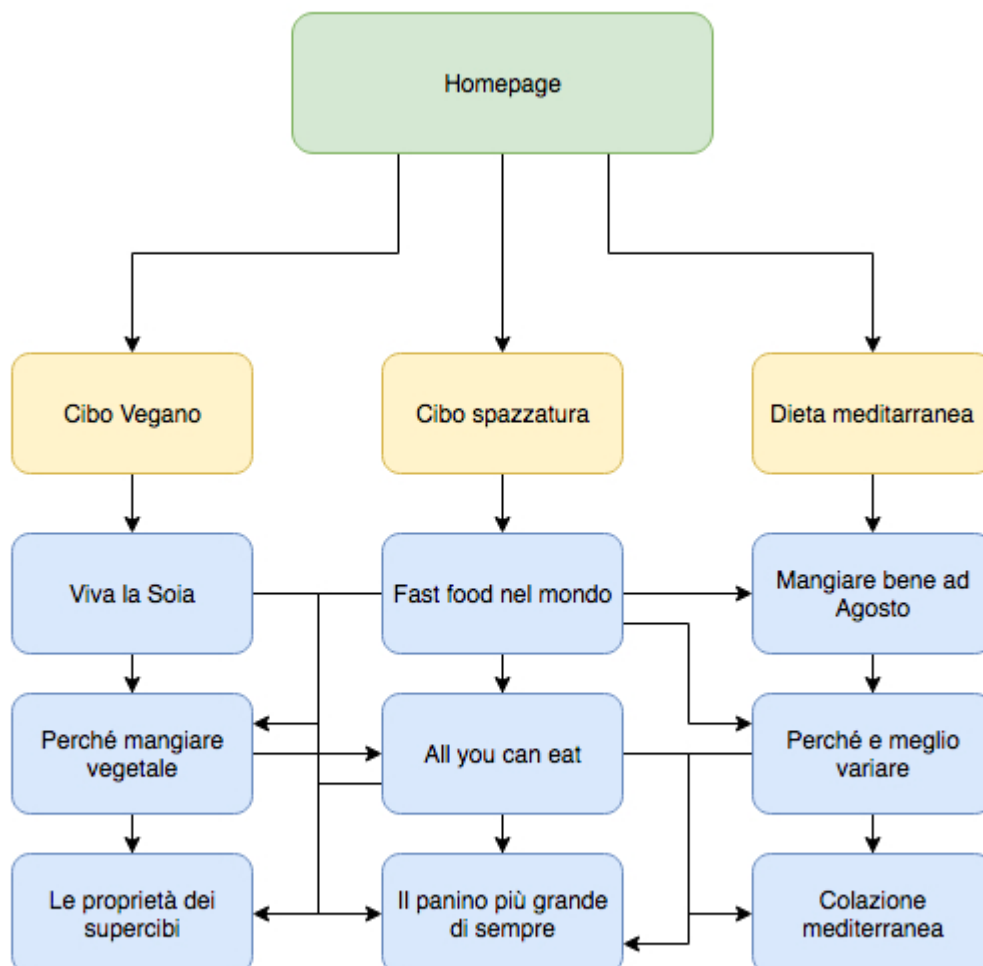 Homepage
Cibo Vegano
Cibo spazzatura
Dieta meditarranea
Viva la Soia
Fast food nel mondo
Mangiare bene ad
Agosto
Perché mangiare
vegetale
All you can eat
Perché e meglio
variare
Le proprietà dei
supercibi
Il panino più grande
di sempre
Colazione
mediterranea